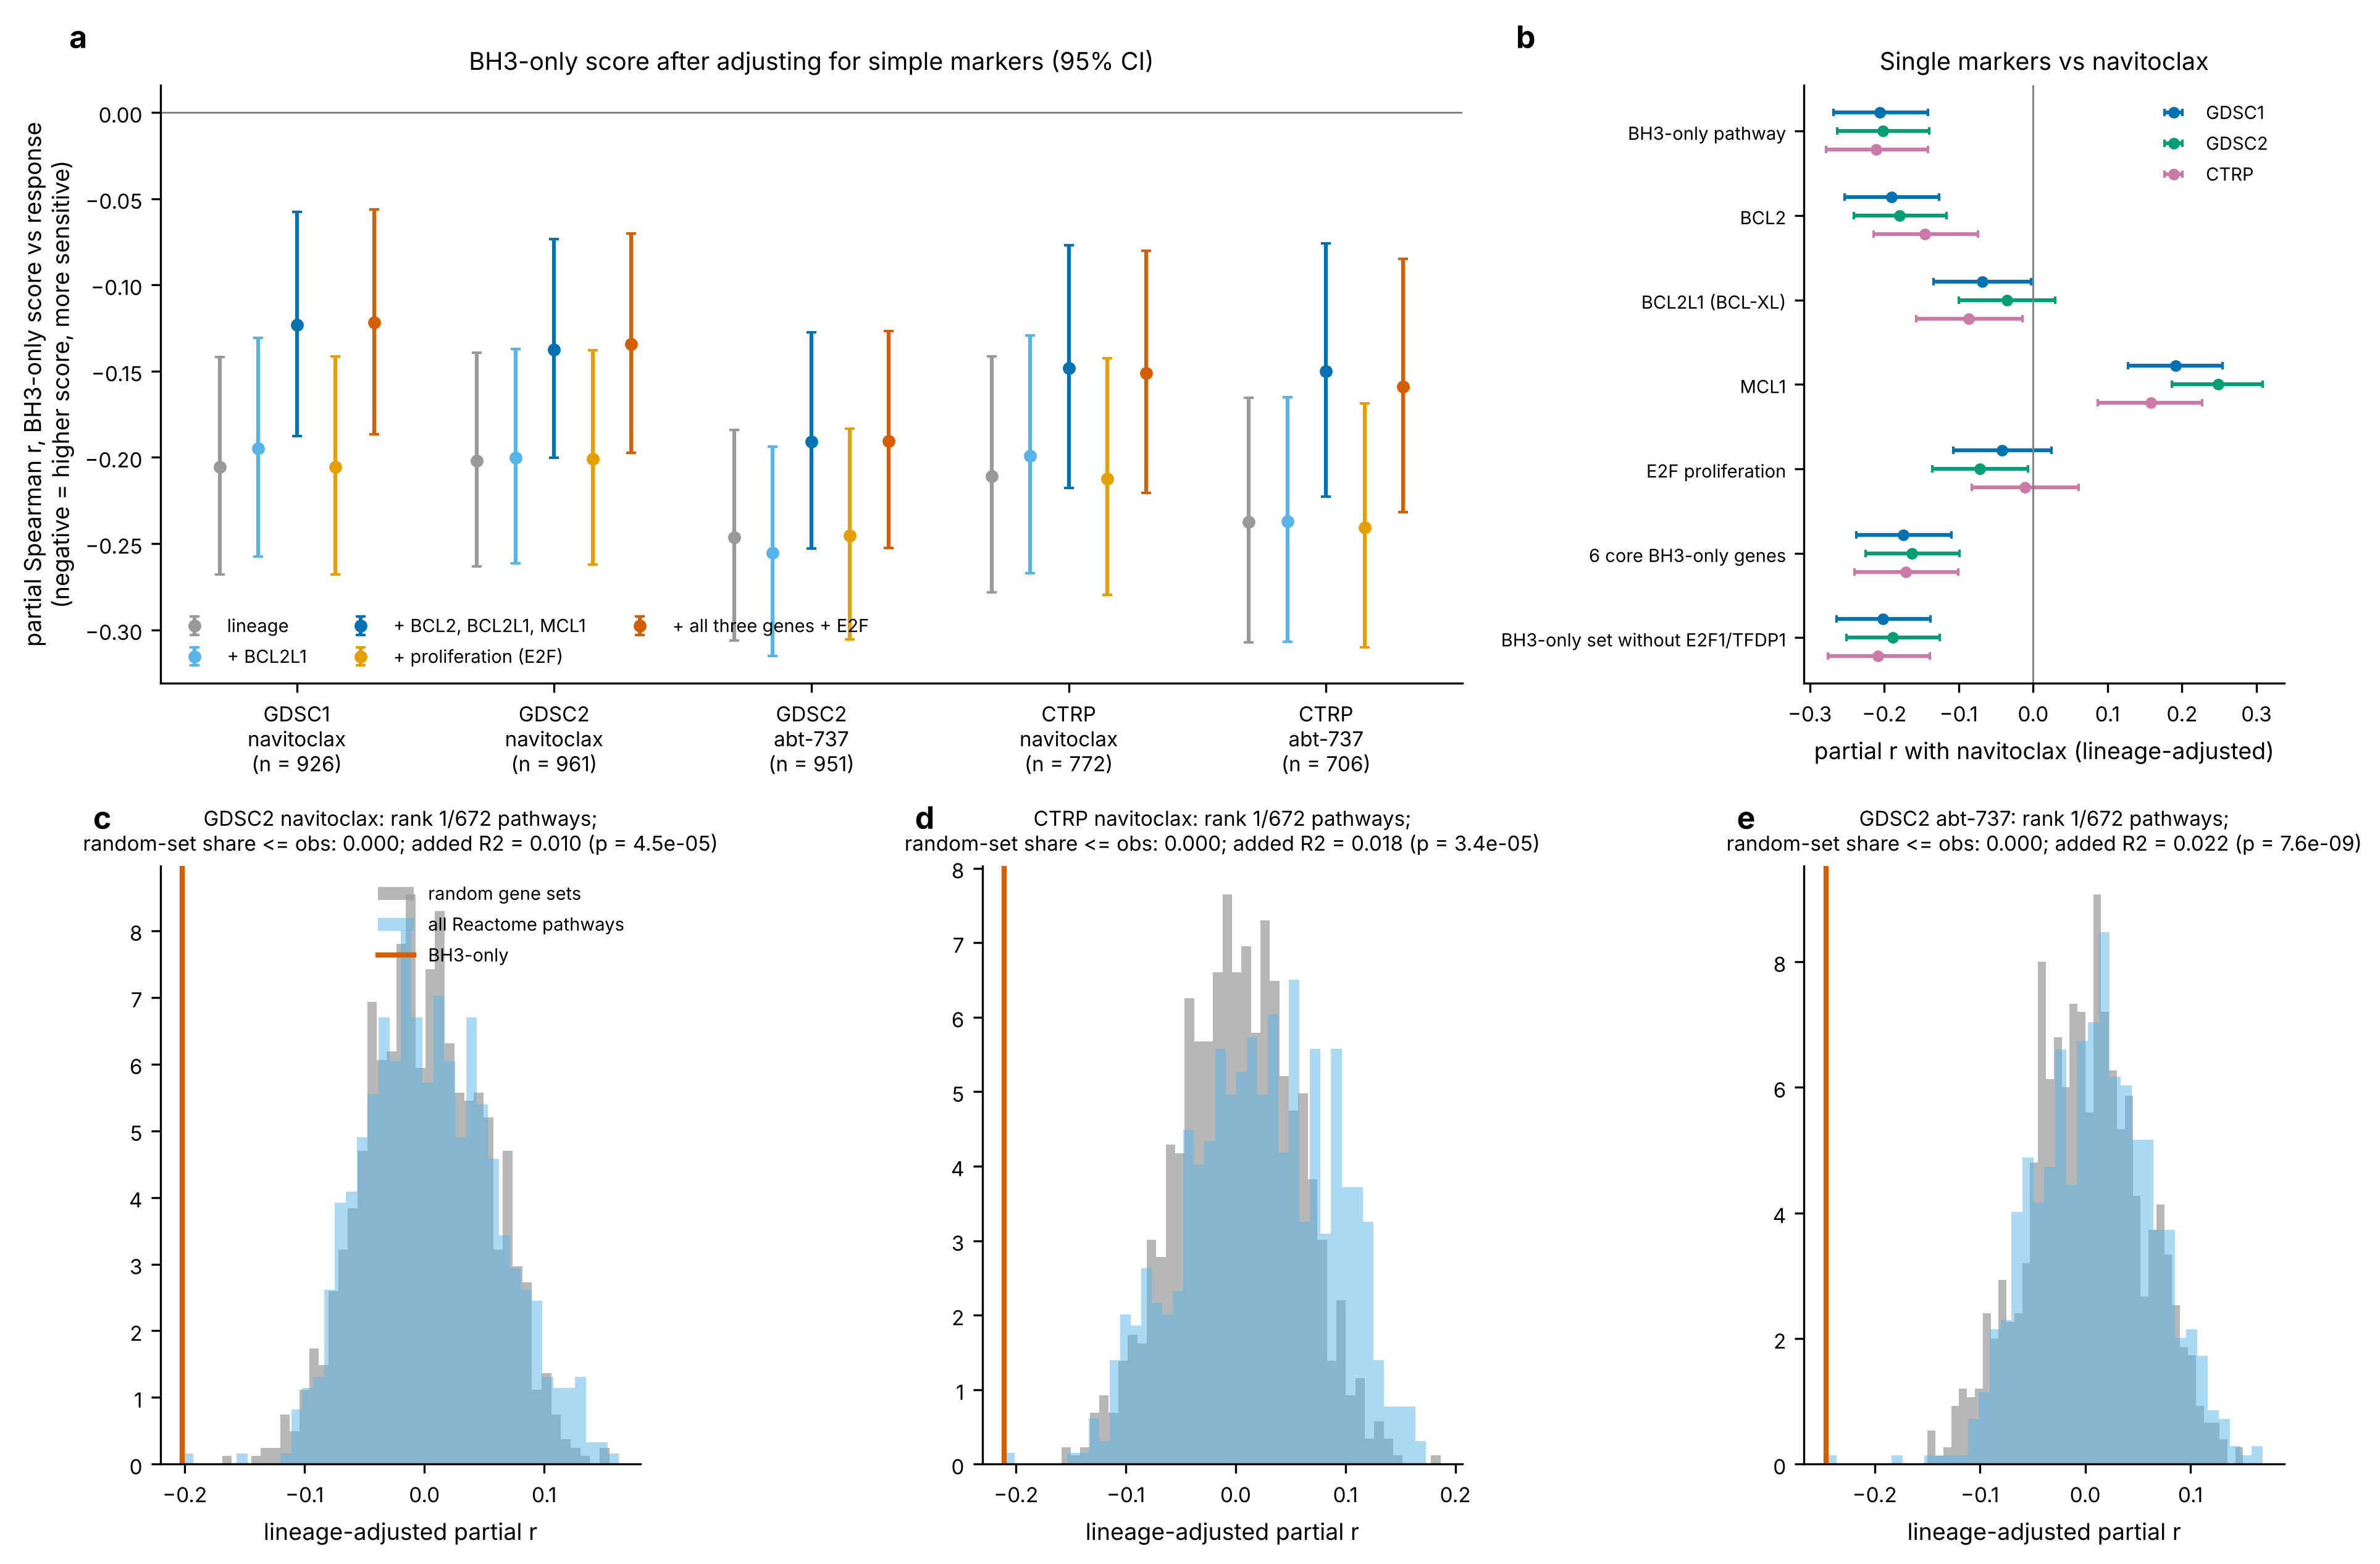 a
BH3-only score after adjusting for simple markers (95% CI)
partial Spearman r, BH3-only score vs response
(negative = higher score, more sensitive)
0.00
−0.05
−0.10
−0.15
−0.20
−0.25
−0.30
lineage
+ BCL2L1
+ BCL2, BCL2L1, MCL1
+ proliferation (E2F)
+ all three genes + E2F
GDSC1
navitoclax
(n = 926)
GDSC2
navitoclax
(n = 961)
GDSC2
abt-737
(n = 951)
CTRP
navitoclax
(n = 772)
CTRP
abt-737
(n = 706)
b
Single markers vs navitoclax
GDSC1
GDSC2
CTRP
BH3-only pathway
BCL2
BCL2L1 (BCL-XL)
MCL1
E2F proliferation
6 core BH3-only genes
BH3-only set without E2F1/TFDP1
−0.3
−0.2
−0.1
0.0
0.1
0.2
0.3
partial r with navitoclax (lineage-adjusted)
c
GDSC2 navitoclax: rank 1/672 pathways;
random-set share <= obs: 0.000; added R2 = 0.010 (p = 4.5e-05)
random gene sets
all Reactome pathways
BH3-only
8
7
6
5
4
3
2
1
0
−0.2
−0.1
0.0
0.1
lineage-adjusted partial r
d
CTRP navitoclax: rank 1/672 pathways;
random-set share <= obs: 0.000; added R2 = 0.018 (p = 3.4e-05)
8
7
6
5
4
3
2
1
0
−0.2
−0.1
0.0
0.1
0.2
lineage-adjusted partial r
e
GDSC2 abt-737: rank 1/672 pathways;
random-set share <= obs: 0.000; added R2 = 0.022 (p = 7.6e-09)
8
6
4
2
0
−0.2
−0.1
0.0
0.1
lineage-adjusted partial r